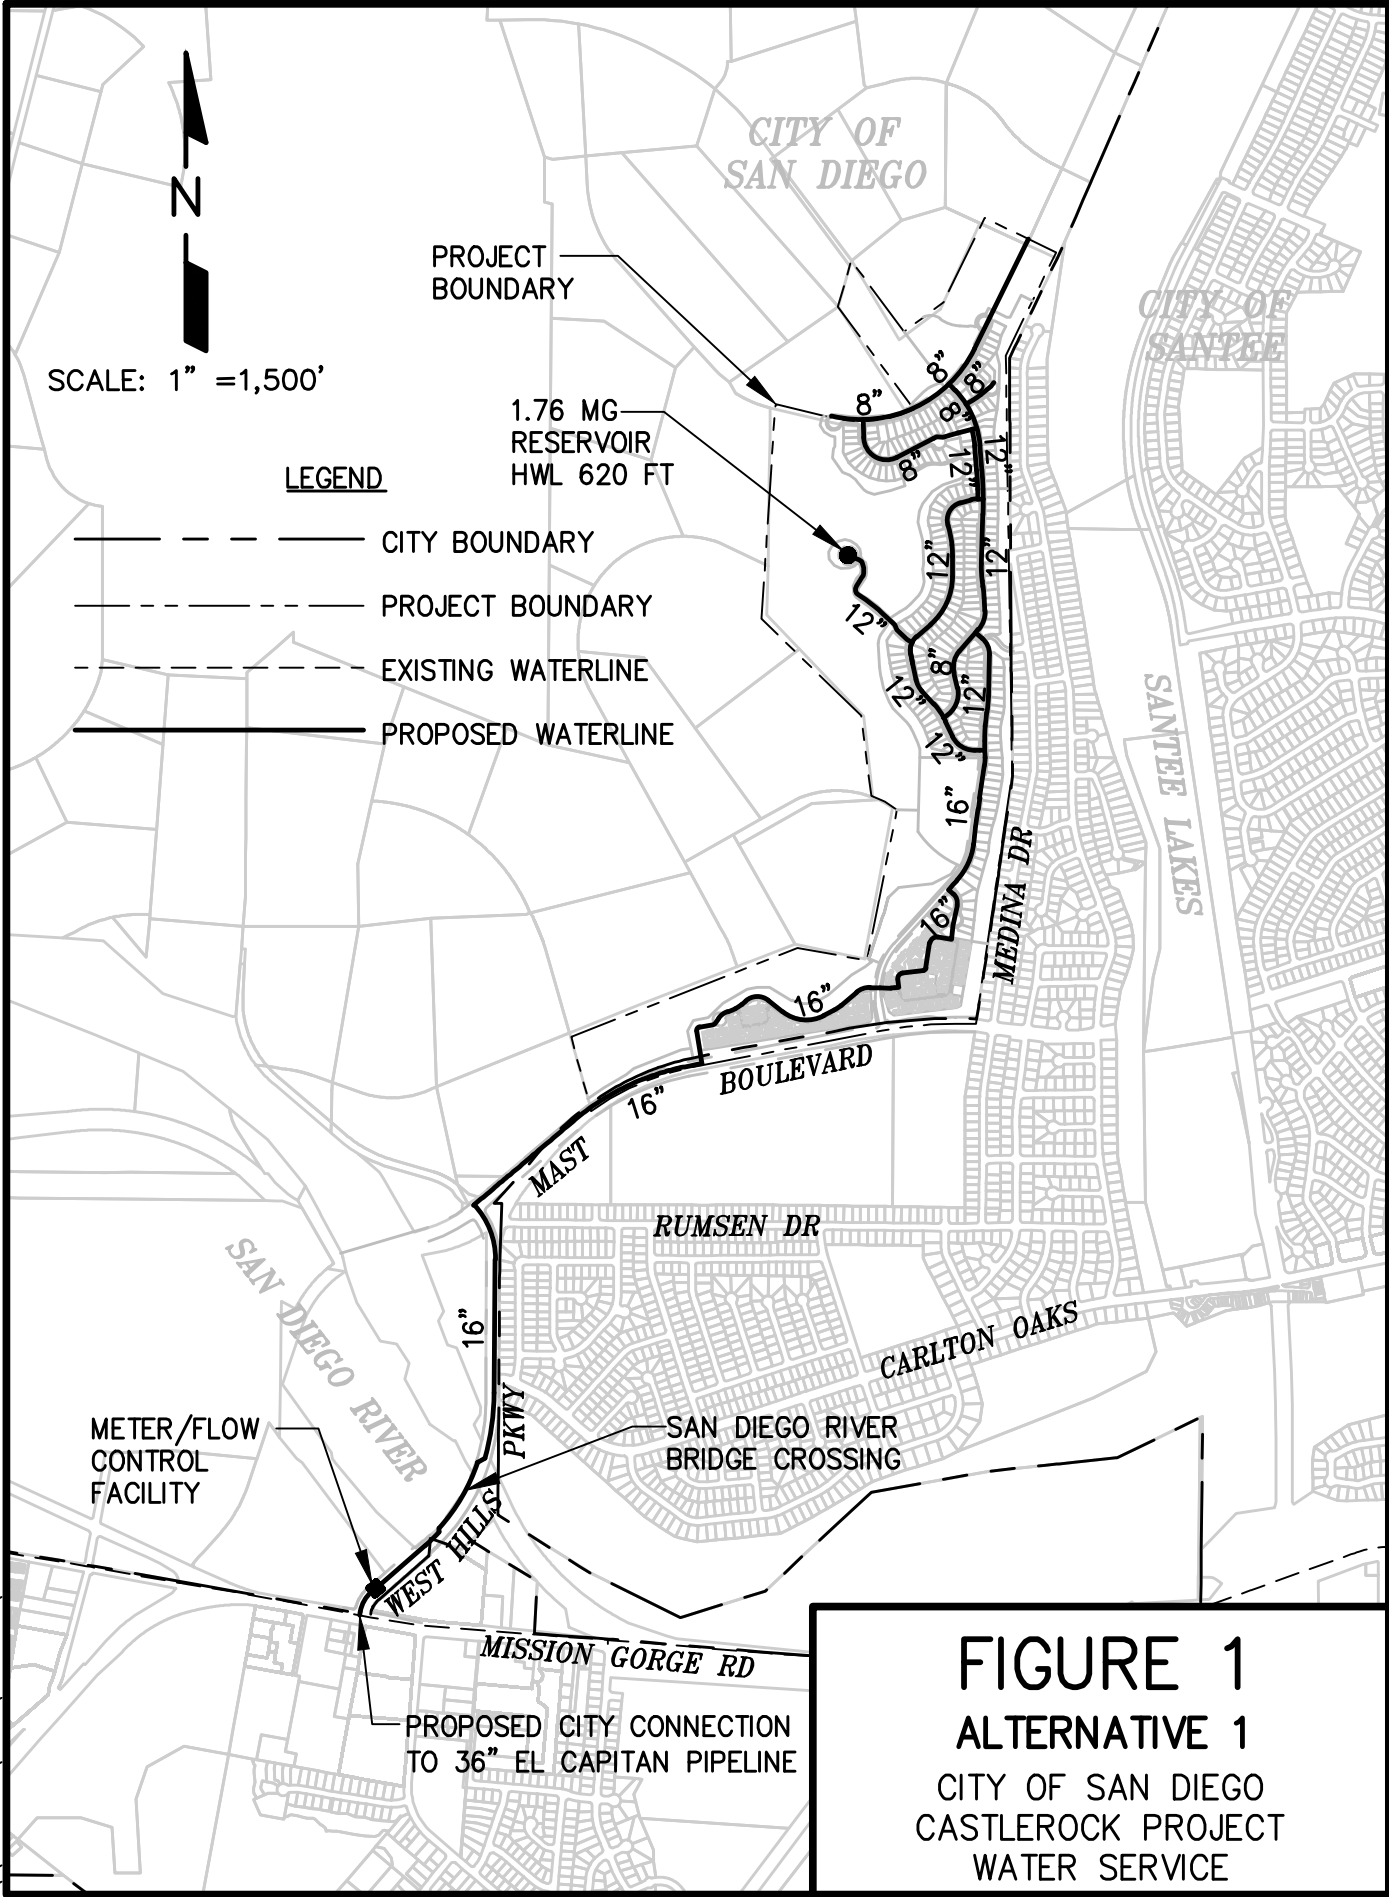 CITY OF
SAN DIEGO
N
PROJECT
BOUNDARY
CITY OF
SANTEE
SCALE: 1" =1,500'
8"
8"
8"
8"
8"
1.76 MG
RESERVOIR
HWL 620 FT
12"
12"
LEGEND
CITY BOUNDARY
PROJECT BOUNDARY
EXISTING WATERLINE
PROPOSED WATERLINE
12"
12"
12"
8"
12"
12"
12"
SANTEE LAKES
16"
MEDINA DR
16"
16"
BOULEVARD
16"
MAST
RUMSEN DR
SAN DIEGO RIVER
16"
CARLTON OAKS
PKWY
METER/FLOW
CONTROL
FACILITY
SAN DIEGO RIVER
BRIDGE CROSSING
WEST HILLS
MISSION GORGE RD
PROPOSED CITY CONNECTION
TO 36" EL CAPITAN PIPELINE
FIGURE 1
ALTERNATIVE 1
CITY OF SAN DIEGO
CASTLEROCK PROJECT
WATER SERVICE